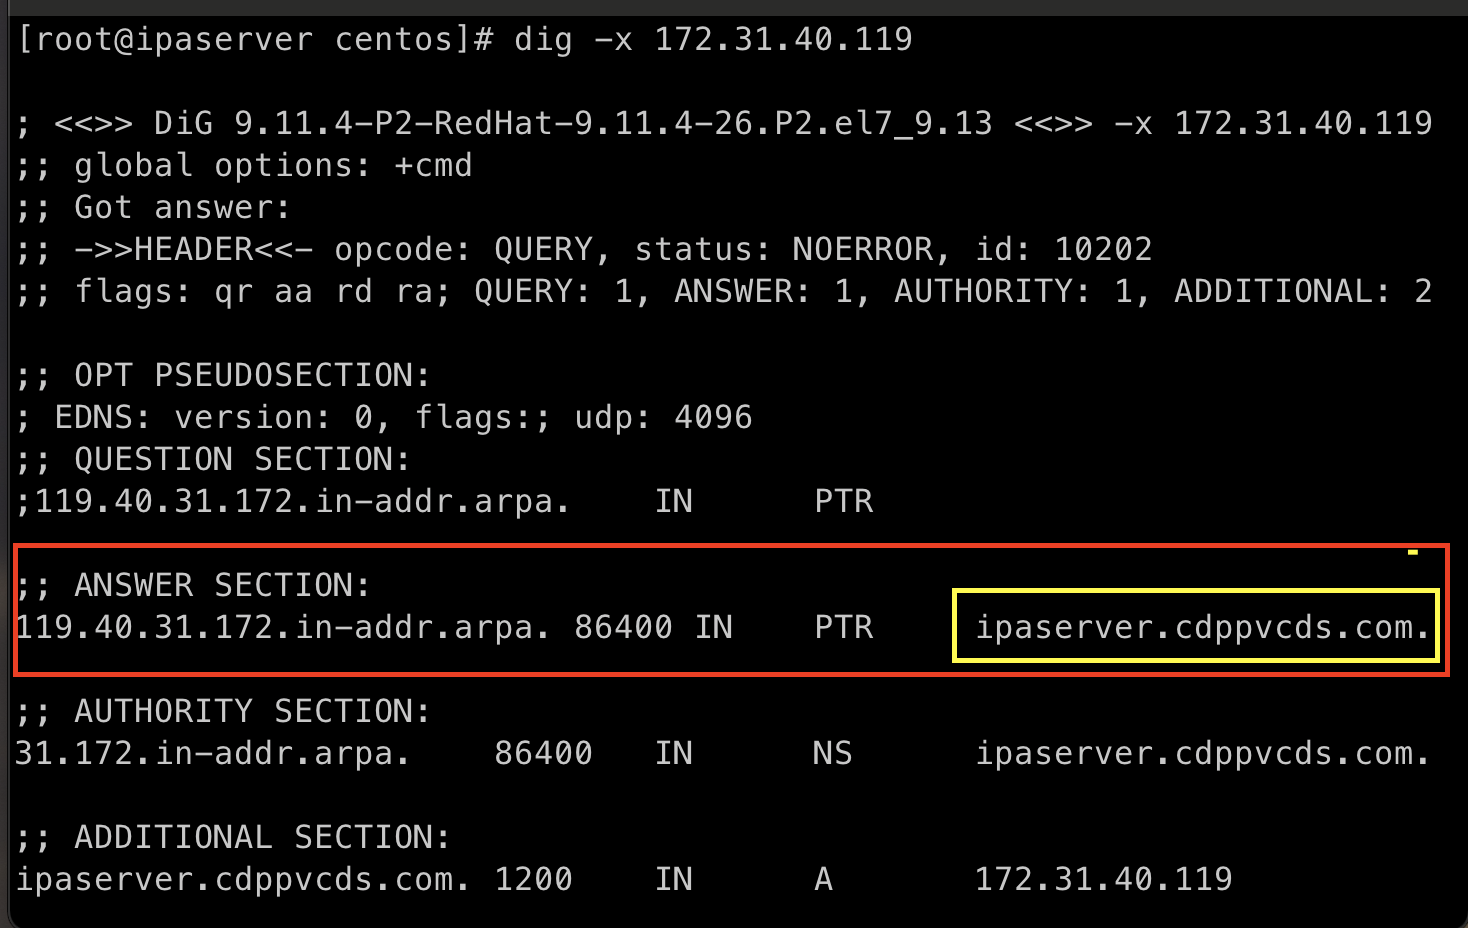 [root@ipaserver centos]# dig -x 172.31.40.119
; <<>> DiG 9.11.4-P2-RedHat-9.11.4-26.P2.el7_9.13 <<>> -x 172.31.40.119
;; global options: +cmd
;; Got answer:
;; ->>HEADER<<- opcode: QUERY, status: NOERROR, id: 10202
;; flags: qr aa rd ra; QUERY: 1, ANSWER: 1, AUTHORITY: 1, ADDITIONAL: 2
;; OPT PSEUDOSECTION:
; EDNS: version: 0, flags:; udp: 4096
;; QUESTION SECTION:
;119.40.31.172.in-addr.arpa. IN PTR
;; ANSWER SECTION:
119.40.31.172.in-addr.arpa. 86400 IN PTR ipaserver.cdppvcds.com.
;; AUTHORITY SECTION:
31.172.in-addr.arpa. 86400 IN NS ipaserver.cdppvcds.com.
;; ADDITIONAL SECTION:
ipaserver.cdppvcds.com. 1200 IN A 172.31.40.119